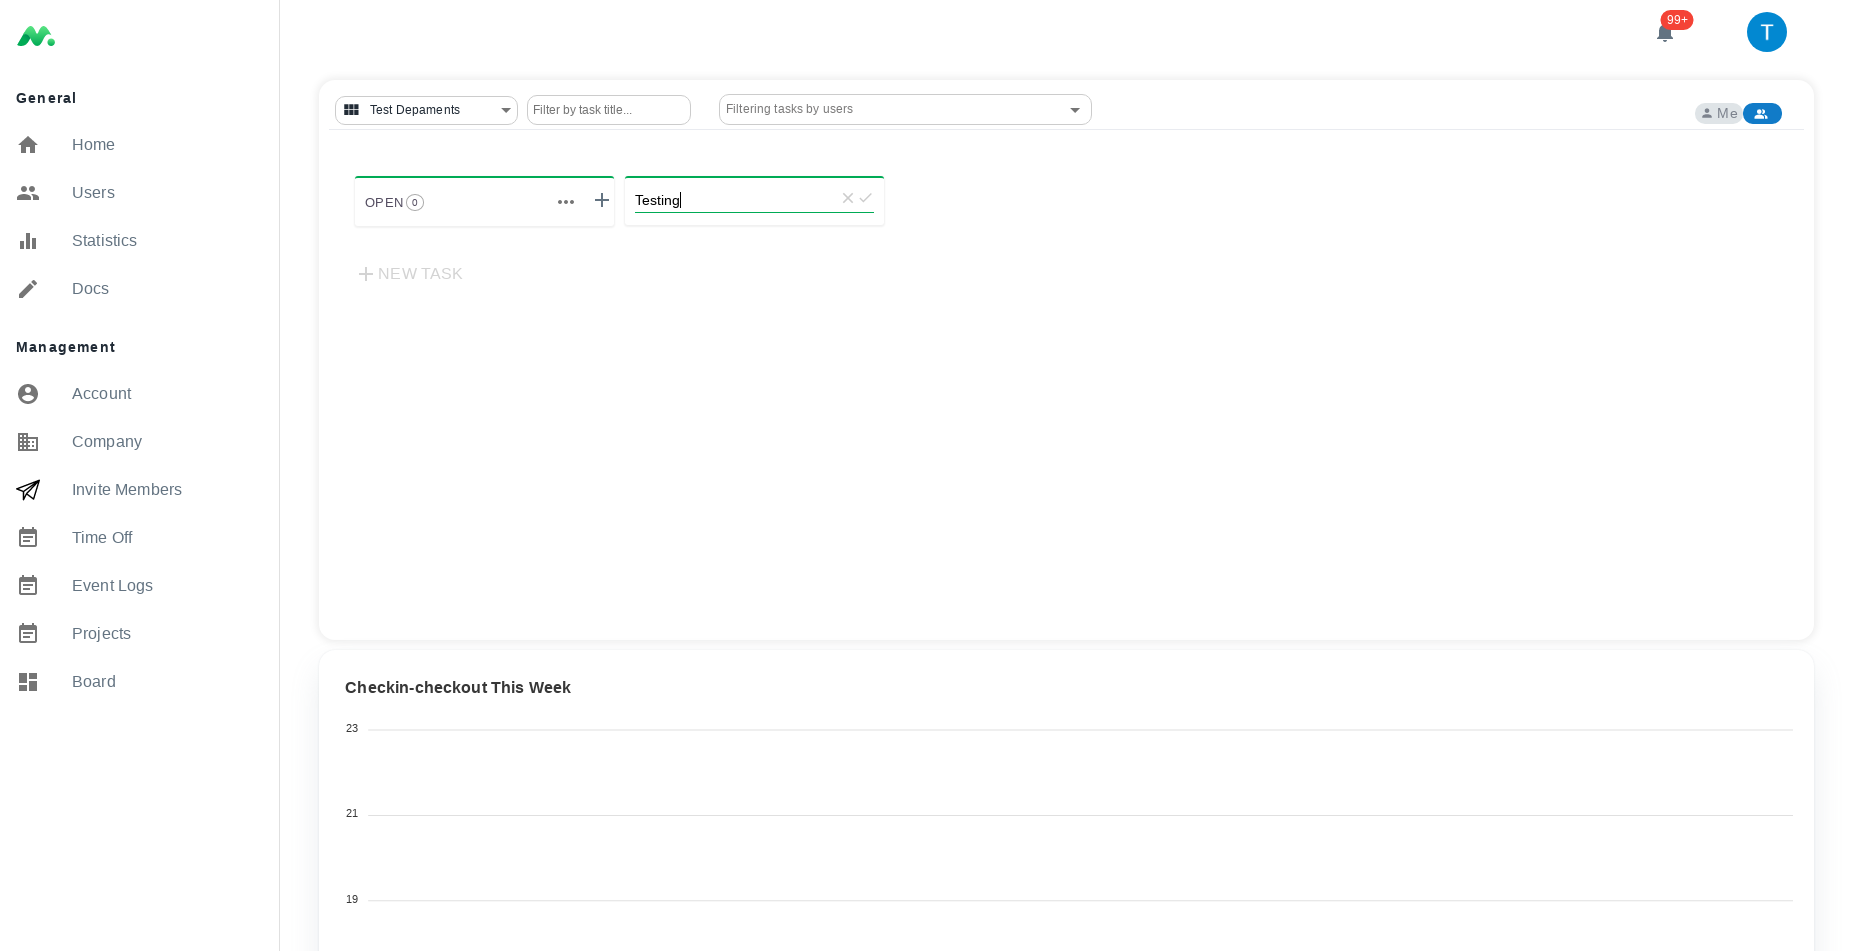 99+
T
General
Home
Users
Statistics
Docs
Management
Account
Company
Invite Members
Time Off
Event Logs
Projects
Board
Test Depaments
Filter by task title...
Filtering tasks by users
Me
OPEN 0
Testing
NEW TASK
Checkin-checkout This Week
23
21
19